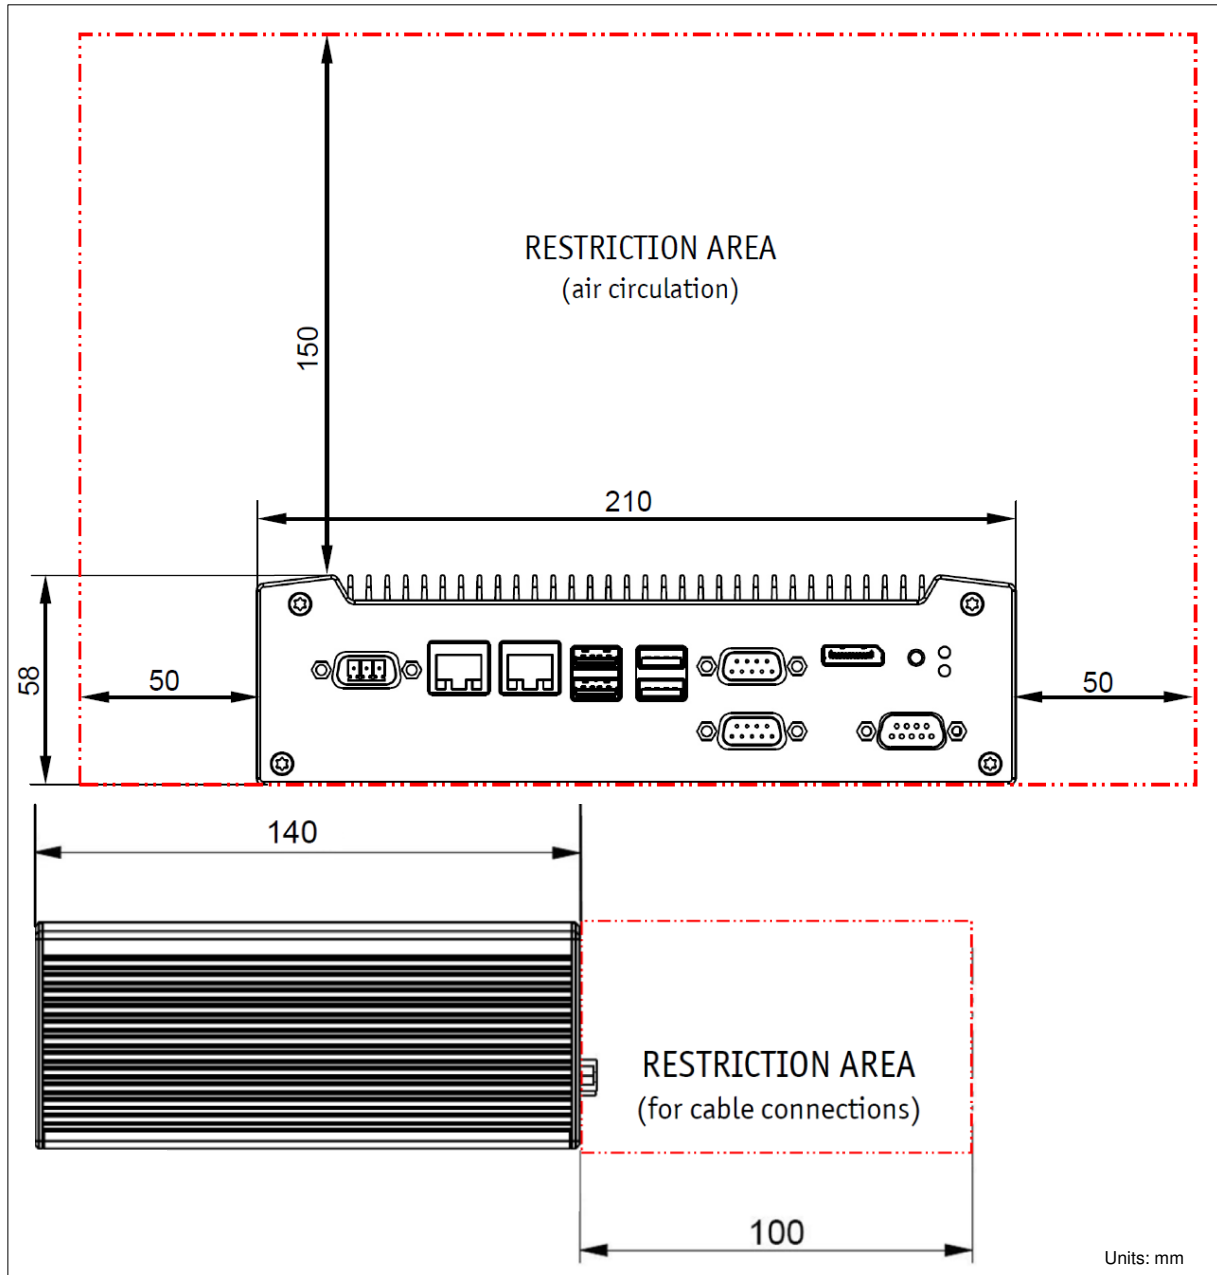 RESTRICTION AREA
(air circulation)
150
210
58
50
50
140
RESTRICTION AREA
(for cable connections)
100
Units: mm